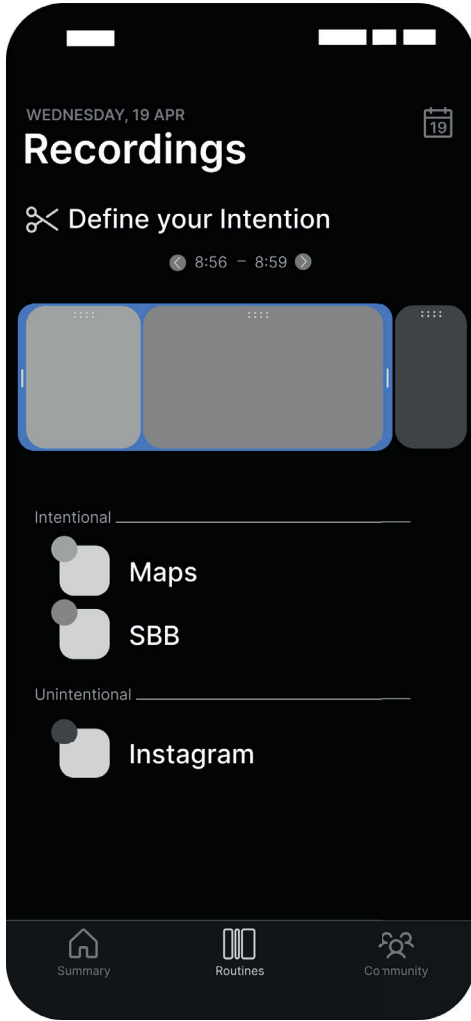 WEDNESDAY, 19 APR
19
Recordings
Define your Intention
8:56 – 8:59
Intentional
Maps
SBB
Unintentional
Instagram
Summary Routines Community